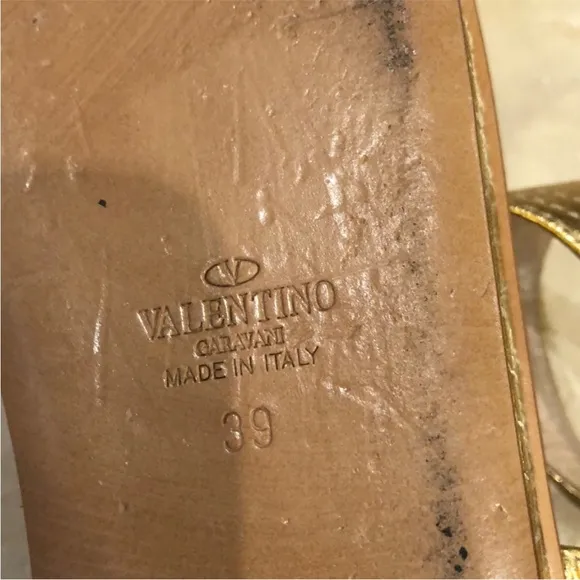 V
VALENTINO
GARAVANI
MADE IN ITALY
39